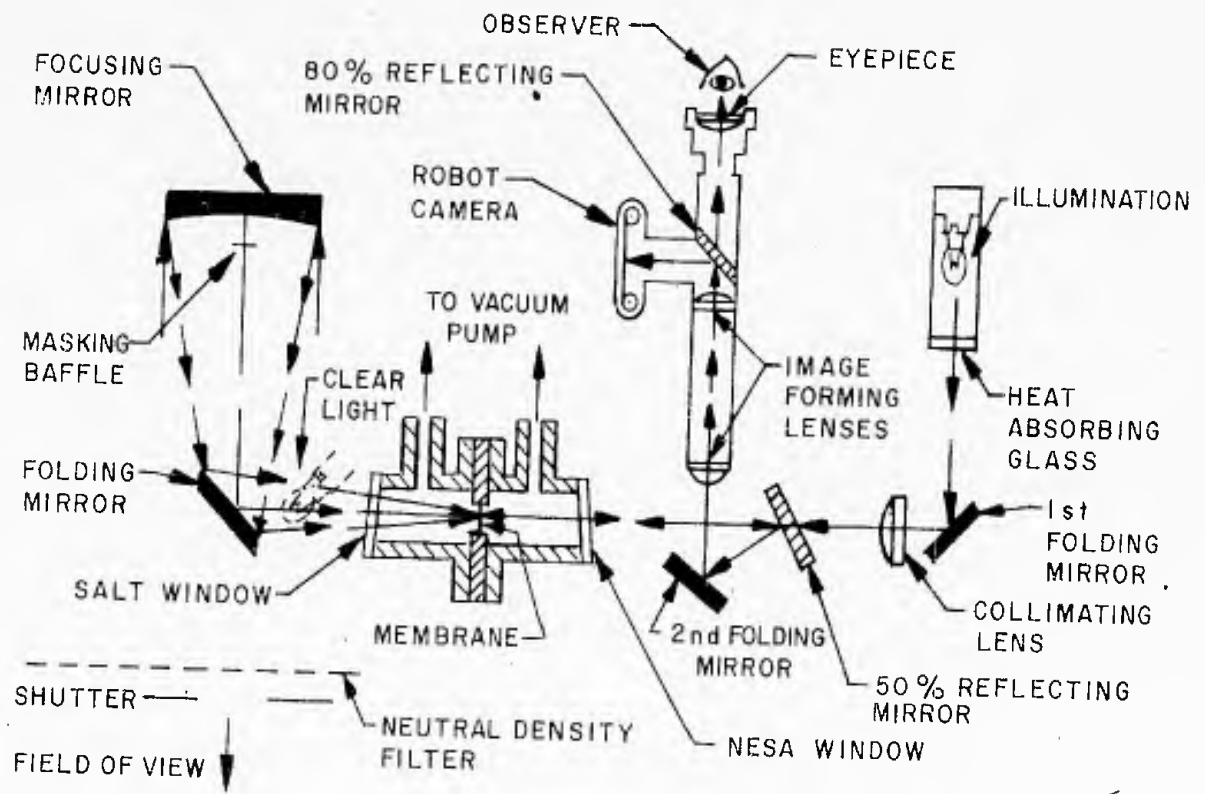 OBSERVER
EYEPIECE
FOCUSING
MIRROR
80% REFLECTING
MIRROR
ROBOT
CAMERA
ILLUMINATION
TO VACUUM
PUMP
MASKING
BAFFLE
CLEAR
LIGHT
IMAGE
FORMING
LENSES
HEAT
ABSORBING
GLASS
FOLDING
MIRROR
1st
FOLDING
MIRROR
SALT WINDOW
MEMBRANE
2nd FOLDING
MIRROR
COLLIMATING
LENS
50% REFLECTING
MIRROR
SHUTTER
NEUTRAL DENSITY
FILTER
NESA WINDOW
FIELD OF VIEW